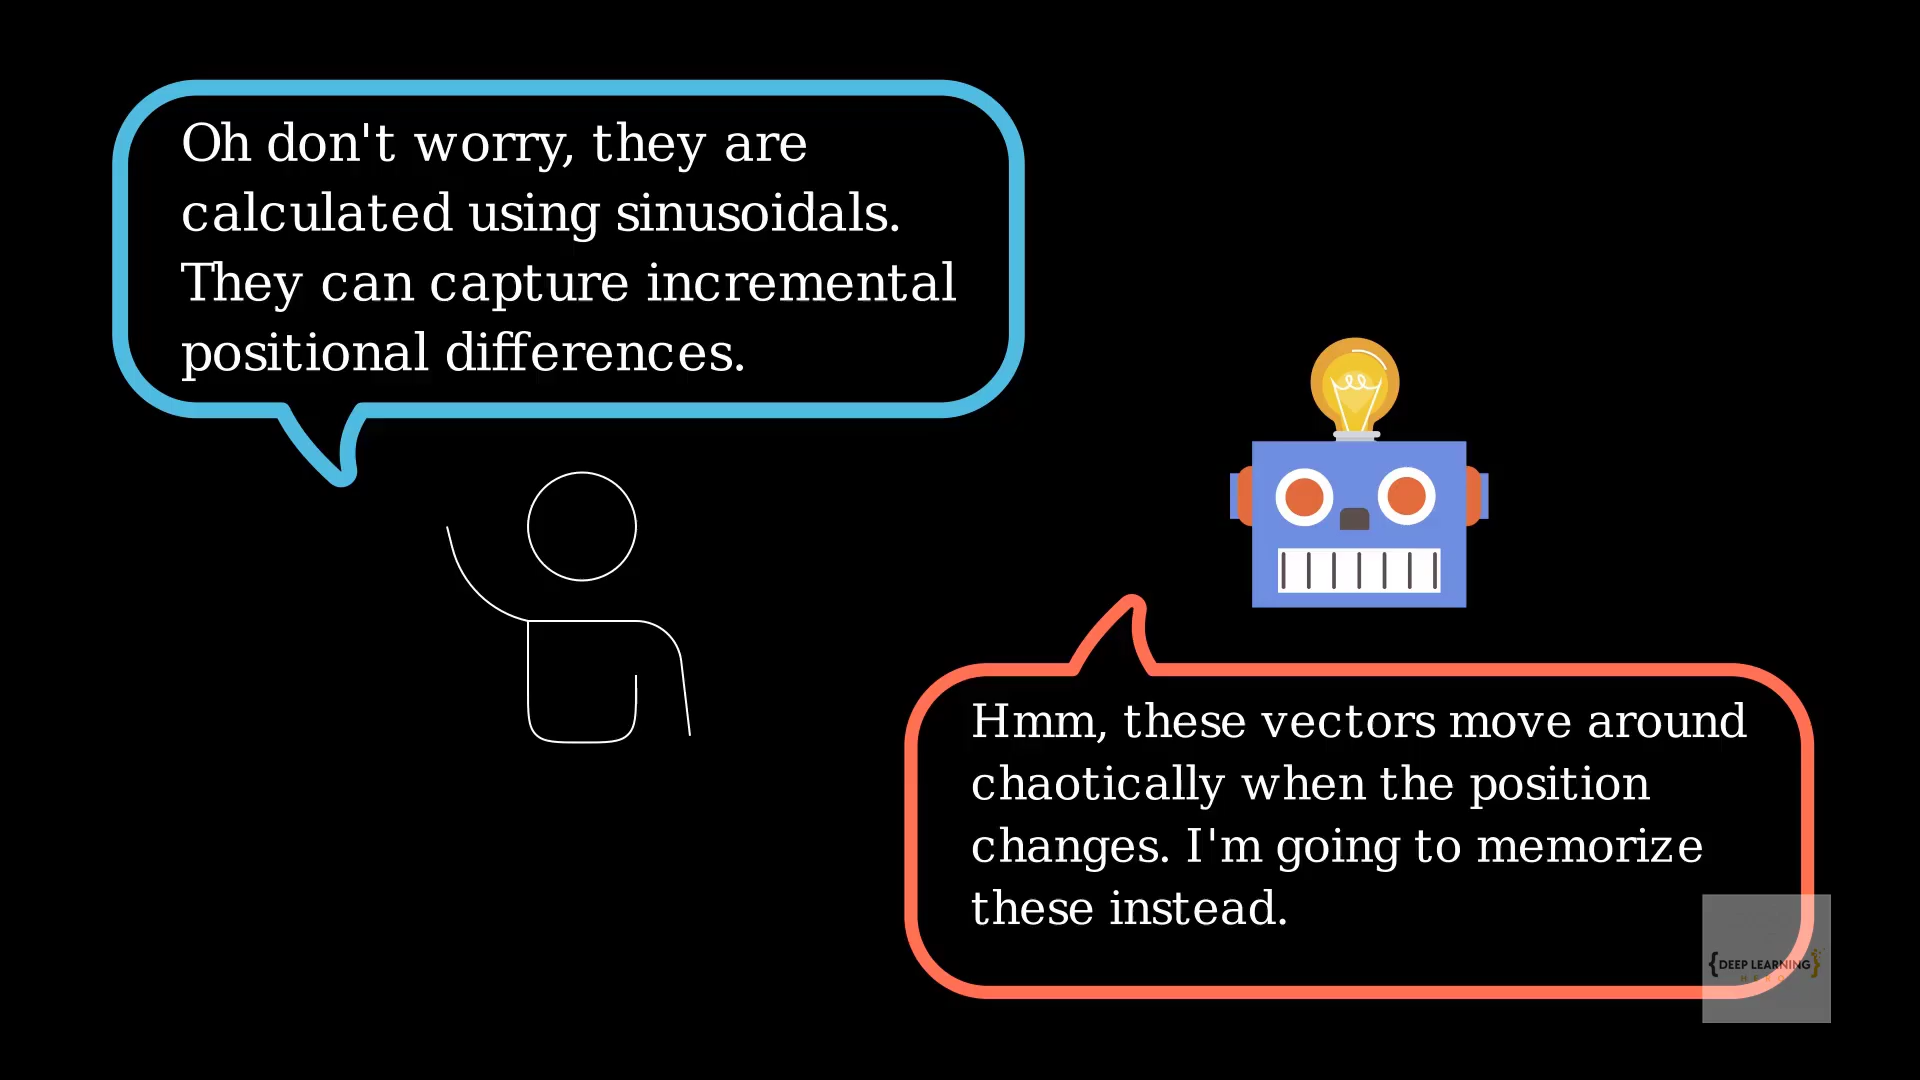 Oh don't worry, they are
calculated using sinusoidals.
They can capture incremental
positional differences.
Hmm, these vectors move around
chaotically when the position
changes. I'm going to memorize
these instead.
{DEEP LEARNING}
HERO